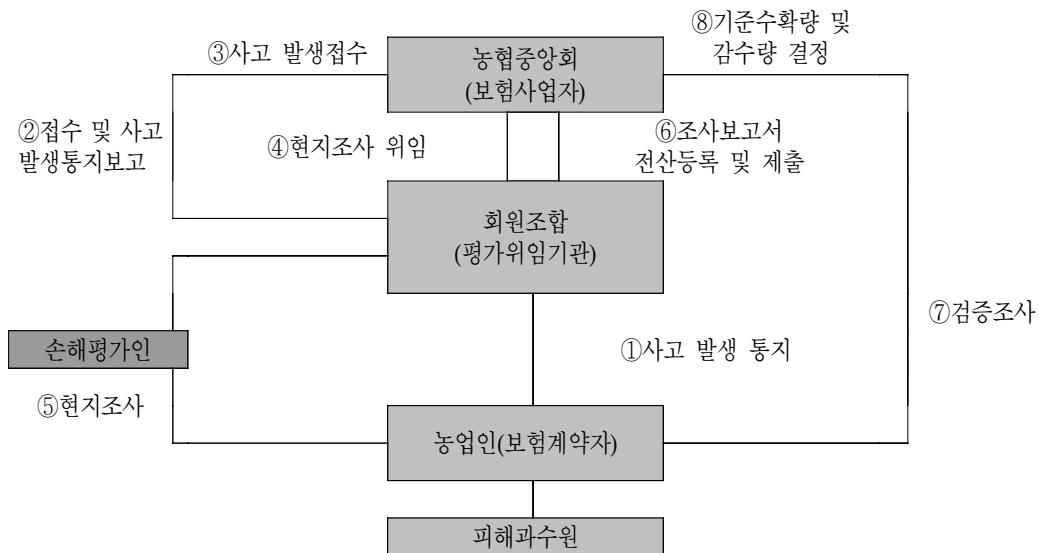 ⑧기준수확량 및
감수량 결정
③사고 발생접수
농협중앙회
(보험사업자)
②접수 및 사고
발생통지보고
④현지조사 위임
⑥조사보고서
전산등록 및 제출
회원조합
(평가위임기관)
⑦검증조사
손해평가인
①사고 발생 통지
⑤현지조사
농업인(보험계약자)
피해과수원